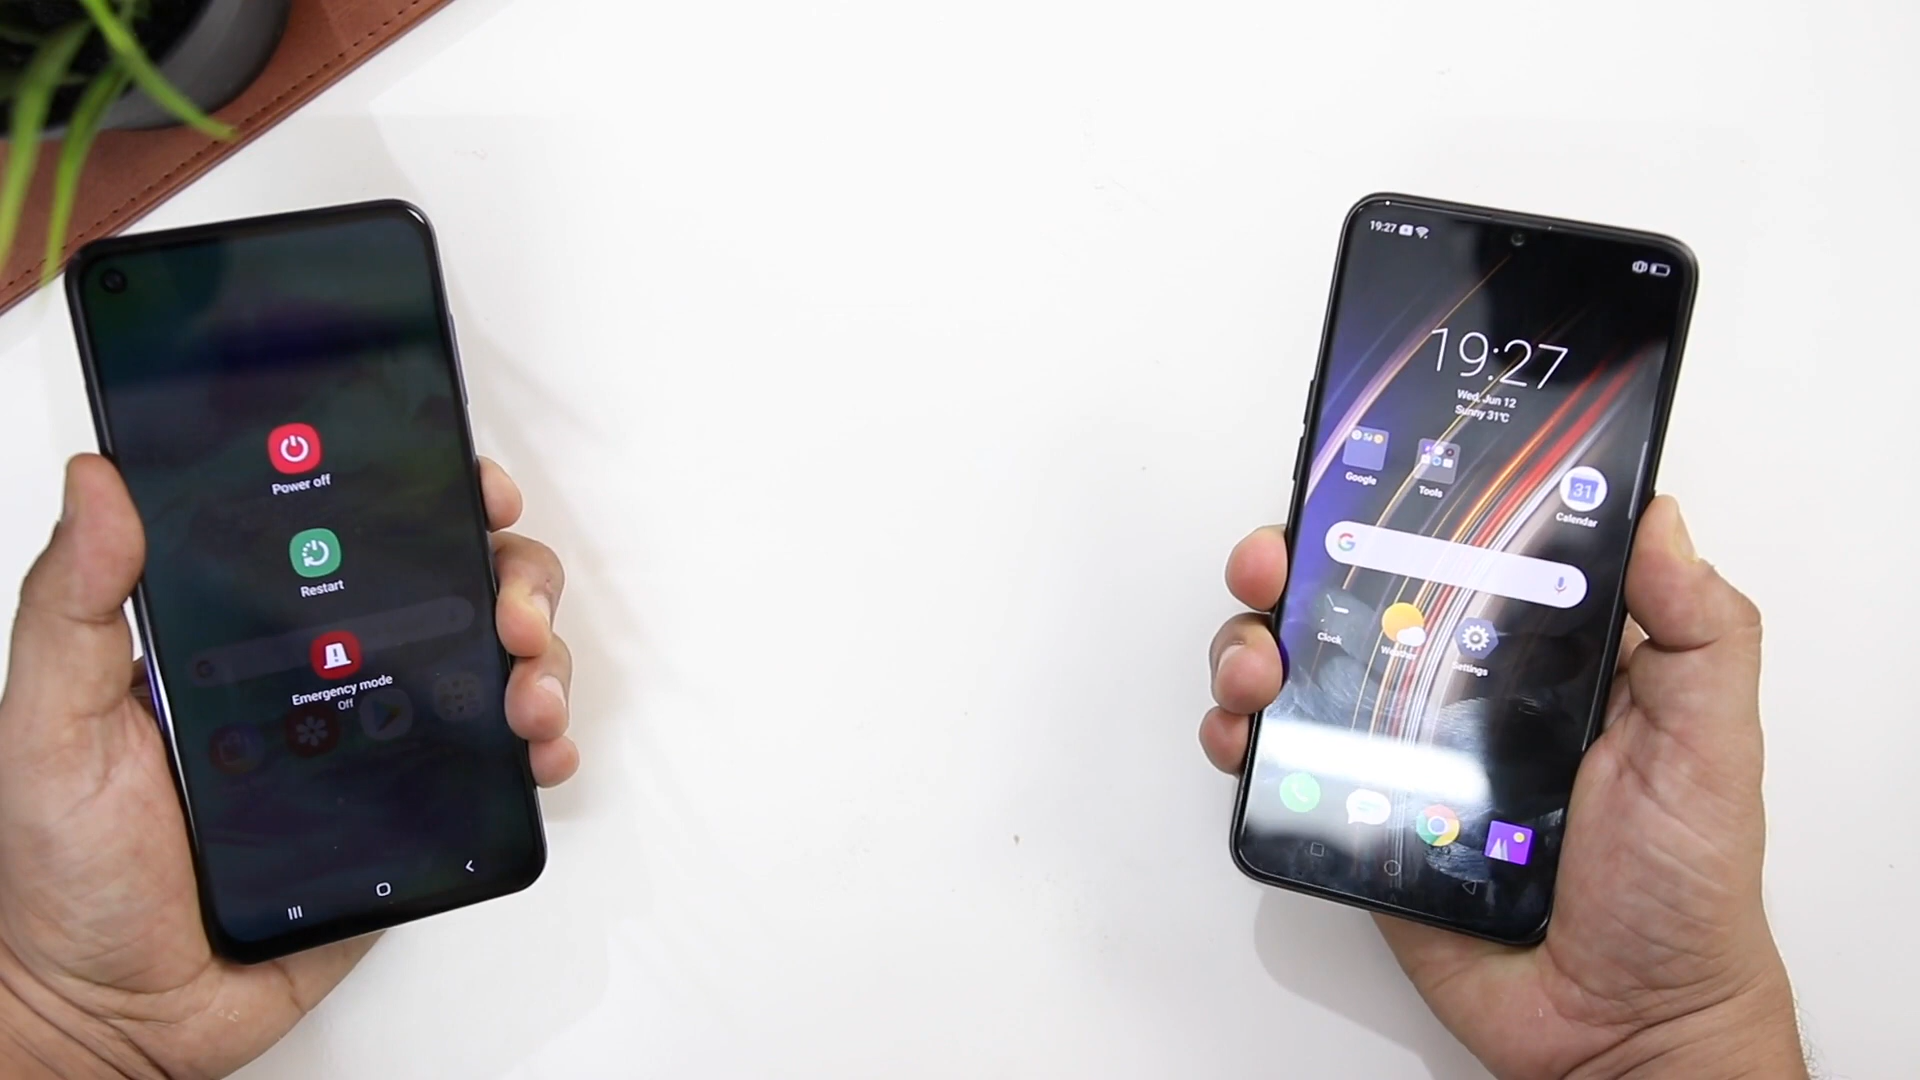 Power off
Restart
Emergency mode
Off
19:27
19:27
Wed, Jun 12
Sunny 31°C
Google
Tools
31
Calendar
G
Clock
Weather
Settings